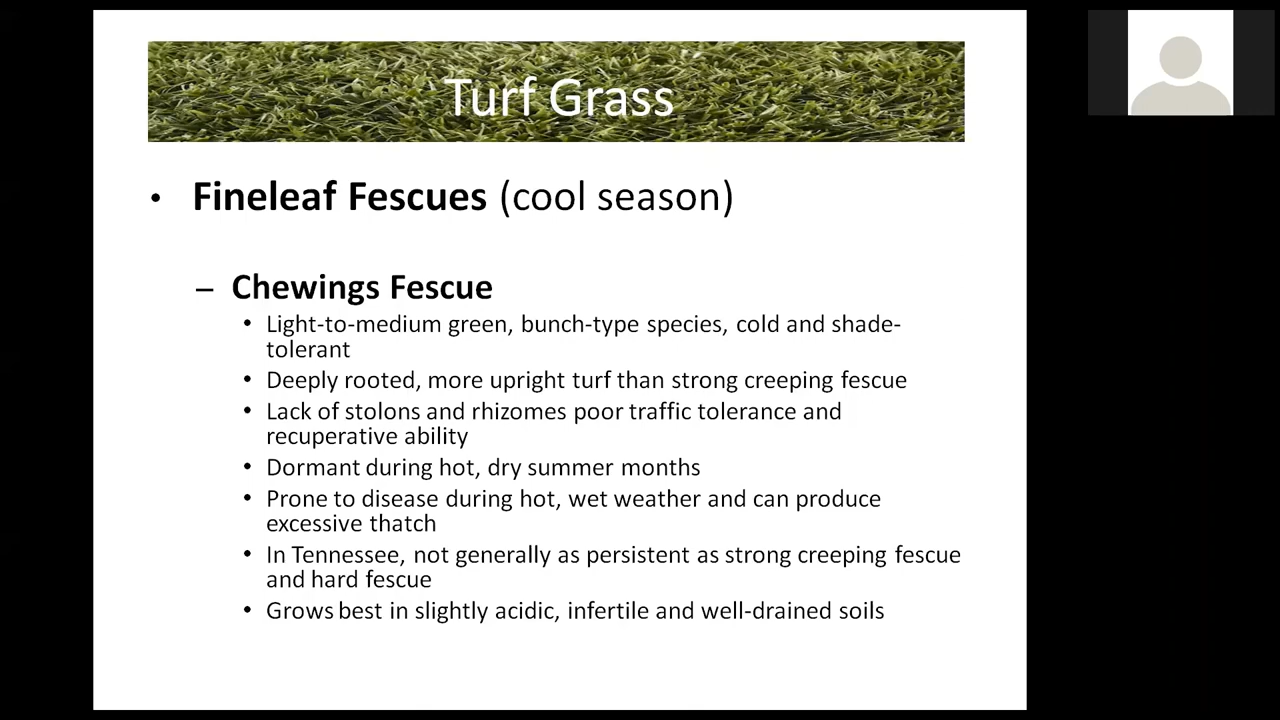 Turf Grass
• Fineleaf Fescues (cool season)
– Chewings Fescue
• Light-to-medium green, bunch-type species, cold and shade-
tolerant
• Deeply rooted, more upright turf than strong creeping fescue
• Lack of stolons and rhizomes poor traffic tolerance and
recuperative ability
• Dormant during hot, dry summer months
• Prone to disease during hot, wet weather and can produce
excessive thatch
• In Tennessee, not generally as persistent as strong creeping fescue
and hard fescue
• Grows best in slightly acidic, infertile and well-drained soils